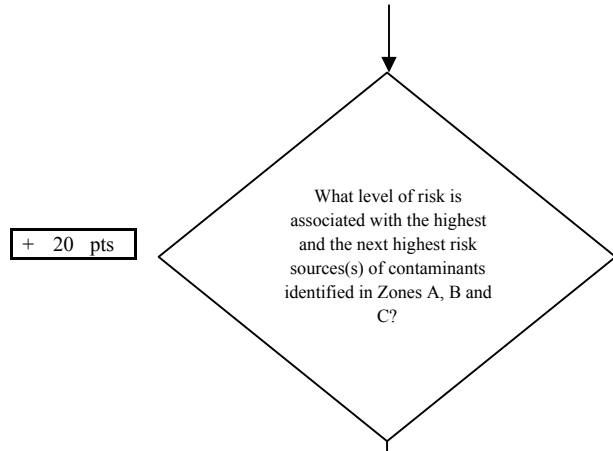 What level of risk is
associated with the highest
and the next highest risk
sources(s) of contaminants
identified in Zones A, B and
C?
+ 20 pts